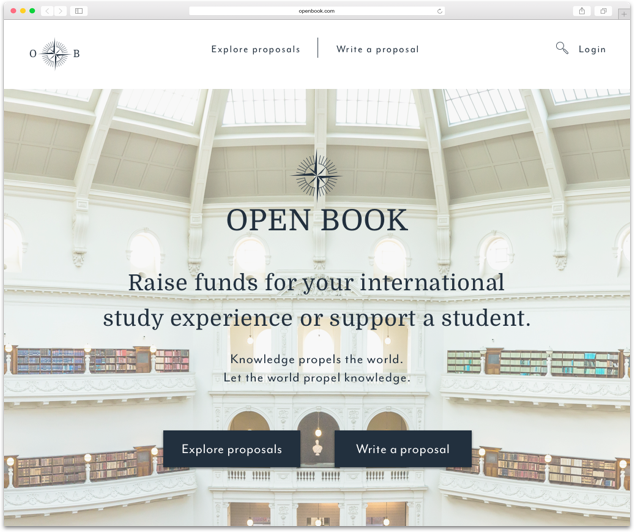 openbook.com
O B
Explore proposals
Write a proposal
Login
OPEN BOOK
Raise funds for your international
study experience or support a student.
Knowledge propels the world.
Let the world propel knowledge.
Explore proposals
Write a proposal